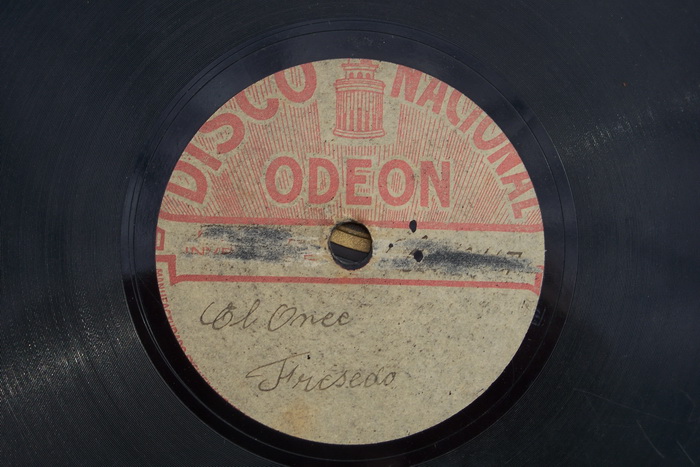 DISCO NACIONAL
ODEON
El Once
Fresedo